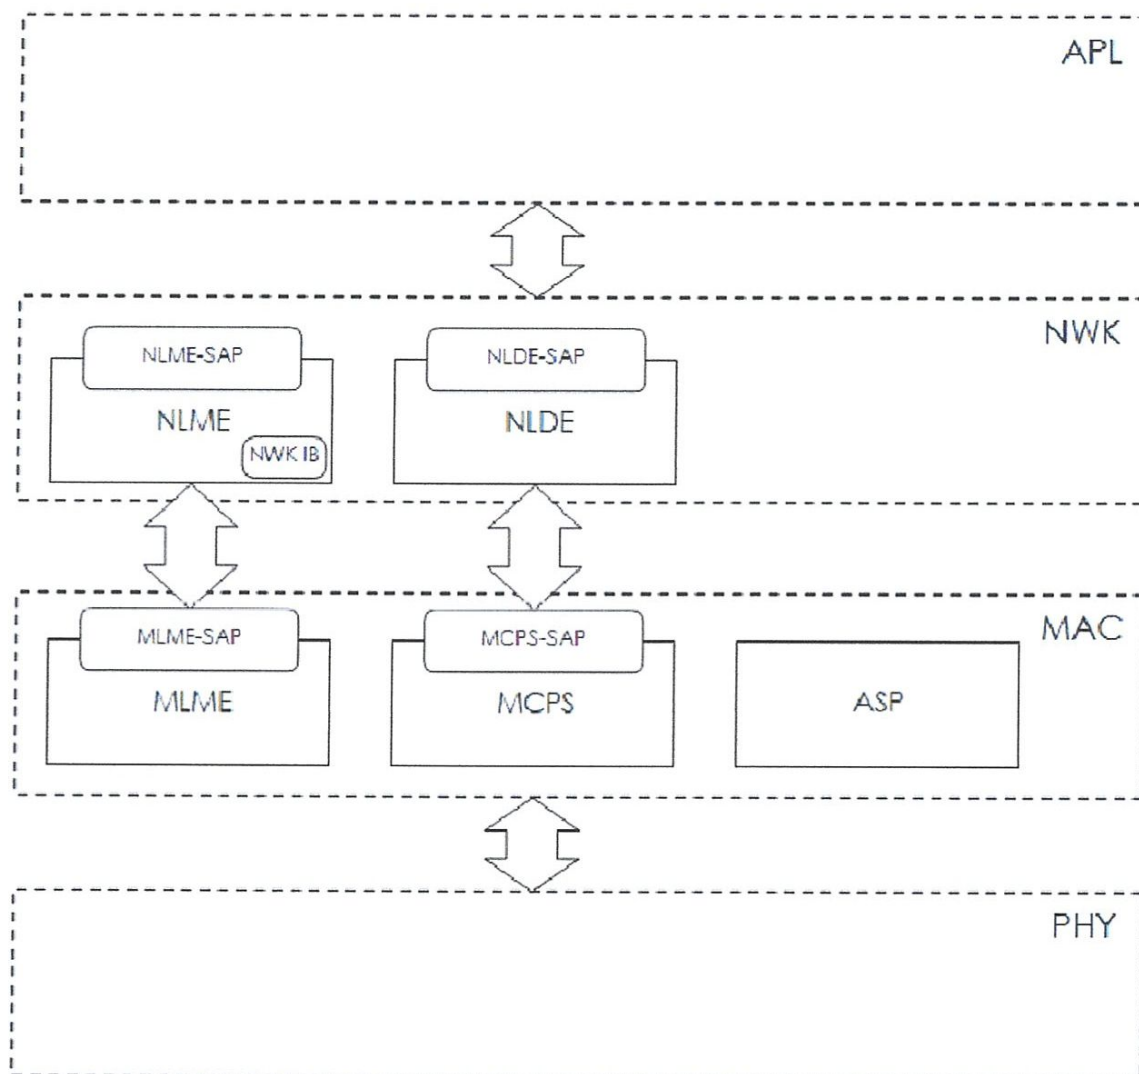 APL
NWK
NLME-SAP
NLDE-SAP
NLME
NLDE
NWK IB
MAC
MLME-SAP
MCPS-SAP
MLME
MCPS
ASP
PHY